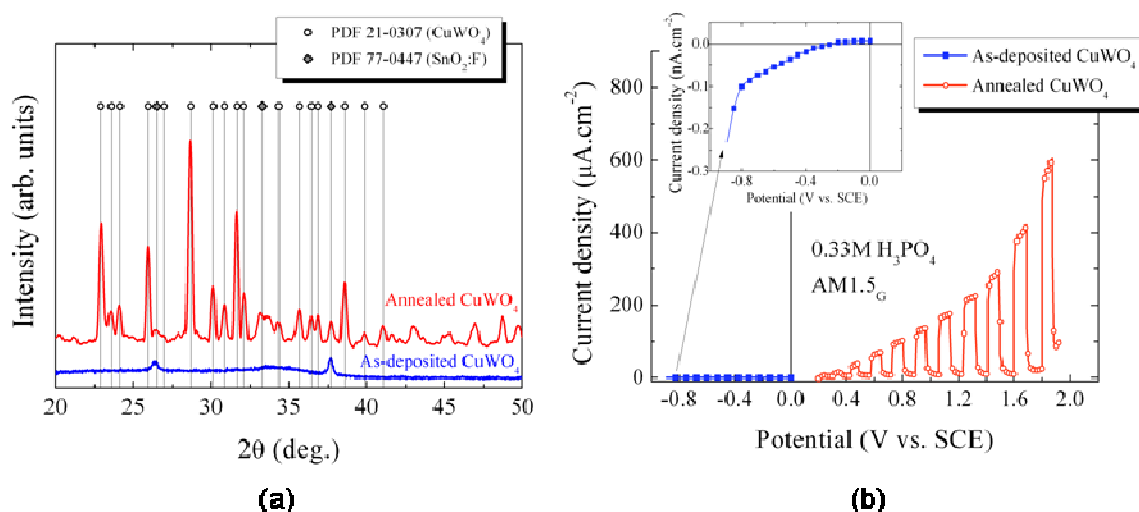 PDF 21-0307 (CuWO4)
PDF 77-0447 (SnO2:F)
Intensity (arb. units)
Annealed CuWO4
As-deposited CuWO4
20 25 30 35 40 45 50
2θ (deg.)
(a)
As-deposited CuWO4
Annealed CuWO4
Current density (nA.cm-2)
0.0
-0.1
-0.2
-0.3
-0.8 -0.4 0.0
Potential (V vs. SCE)
0.33M H3PO4
AM1.5G
Current density (µA.cm-2)
800
600
400
200
0
-0.8 -0.4 0.0 0.4 0.8 1.2 1.6 2.0
Potential (V vs. SCE)
(b)